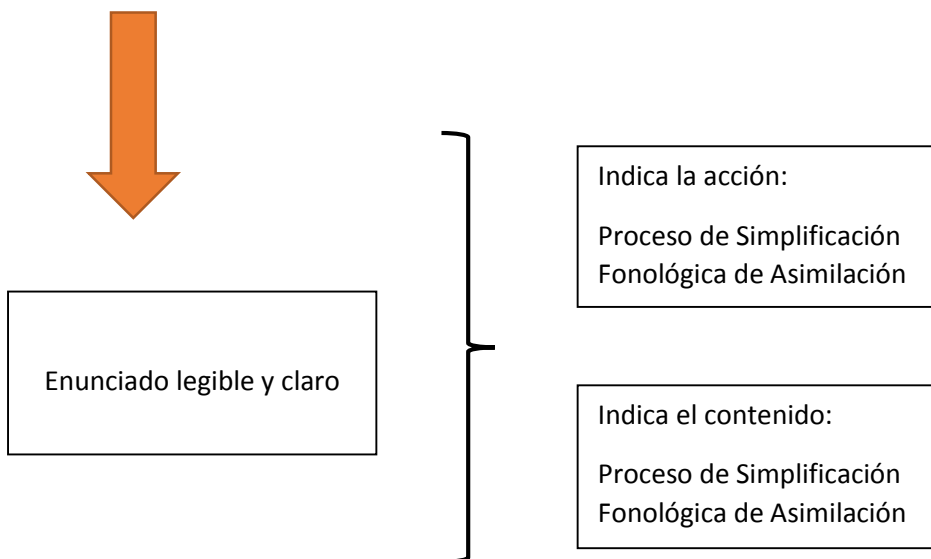 Enunciado legible y claro
Indica la acción:
Proceso de Simplificación
Fonológica de Asimilación
Indica el contenido:
Proceso de Simplificación
Fonológica de Asimilación